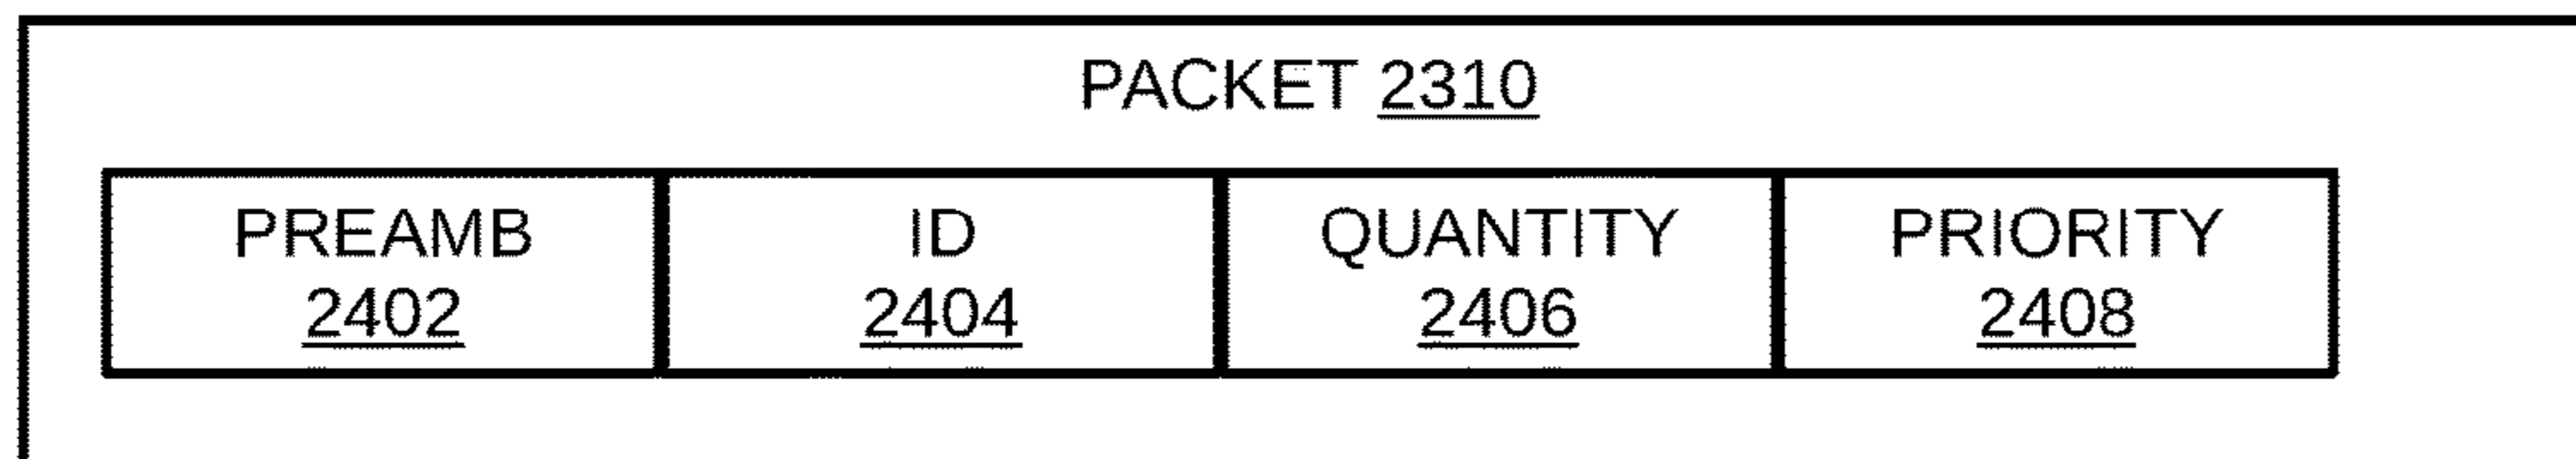 PACKET 2310
PREAMB
2402
ID
2404
QUANTITY
2406
PRIORITY
2408